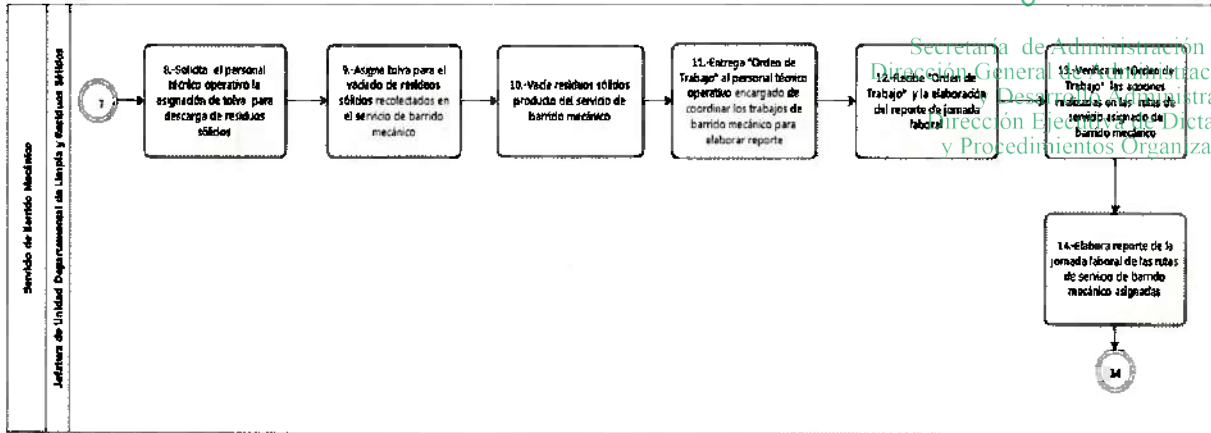 Servicio de Barrido Mecánico
Jefatura de Unidad Departamental de Limpia y Residuos Sólidos
7
8.-Solicita el personal
técnico operativo la
asignación de tolva para
descarga de residuos
sólidos
9.-Asigna tolva para el
vaciado de residuos
sólidos recolectados en
el servicio de barrido
mecánico
10.-Vacía residuos sólidos
producto del servicio de
barrido mecánico
11.-Entrega "Orden de
Trabajo" al personal técnico
operativo encargado de
coordinar los trabajos de
barrido mecánico para
elaborar reporte
12.-Recibe "Orden de
Trabajo" y la elaboración
del reporte de jornada
laboral
13.-Verifica en "Orden de
Trabajo" las acciones
realizadas en las rutas de
servicio asignado de
barrido mecánico
14.-Elabora reporte de la
jornada laboral de las rutas
de servicio de barrido
mecánico asignadas
14
Secretaría de Administración
Dirección General de Administrac
y Desarrollo Administra
Dirección Ejecutiva de Dicta
y Procedimientos Organiza